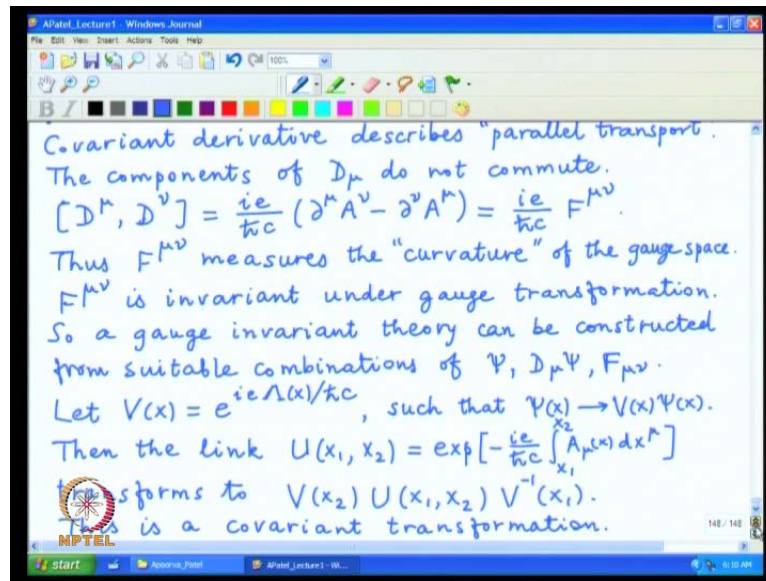 APatel_Lecture1 - Windows Journal
File Edit View Insert Actions Tools Help
100%
B I
Covariant derivative describes "parallel transport".
The components of Dμ do not commute.
[D^μ, D^ν] = ie/ħc (∂^μ A^ν − ∂^ν A^μ) = ie/ħc F^μν.
Thus F^μν measures the "curvature" of the gauge space.
F^μν is invariant under gauge transformation.
So a gauge invariant theory can be constructed
from suitable combinations of Ψ, DμΨ, Fμν.
Let V(x) = e^{ieΛ(x)/ħc}, such that Ψ(x) → V(x)Ψ(x).
Then the link U(x₁, x₂) = exp[−ie/ħc ∫_{x₁}^{x₂} Aμ(x) dx^μ]
transforms to V(x₂) U(x₁, x₂) V⁻¹(x₁).
This is a covariant transformation.
148 / 148
NPTEL
start Apoorva_Patel APatel_Lecture1 - Wi... 6:10 AM